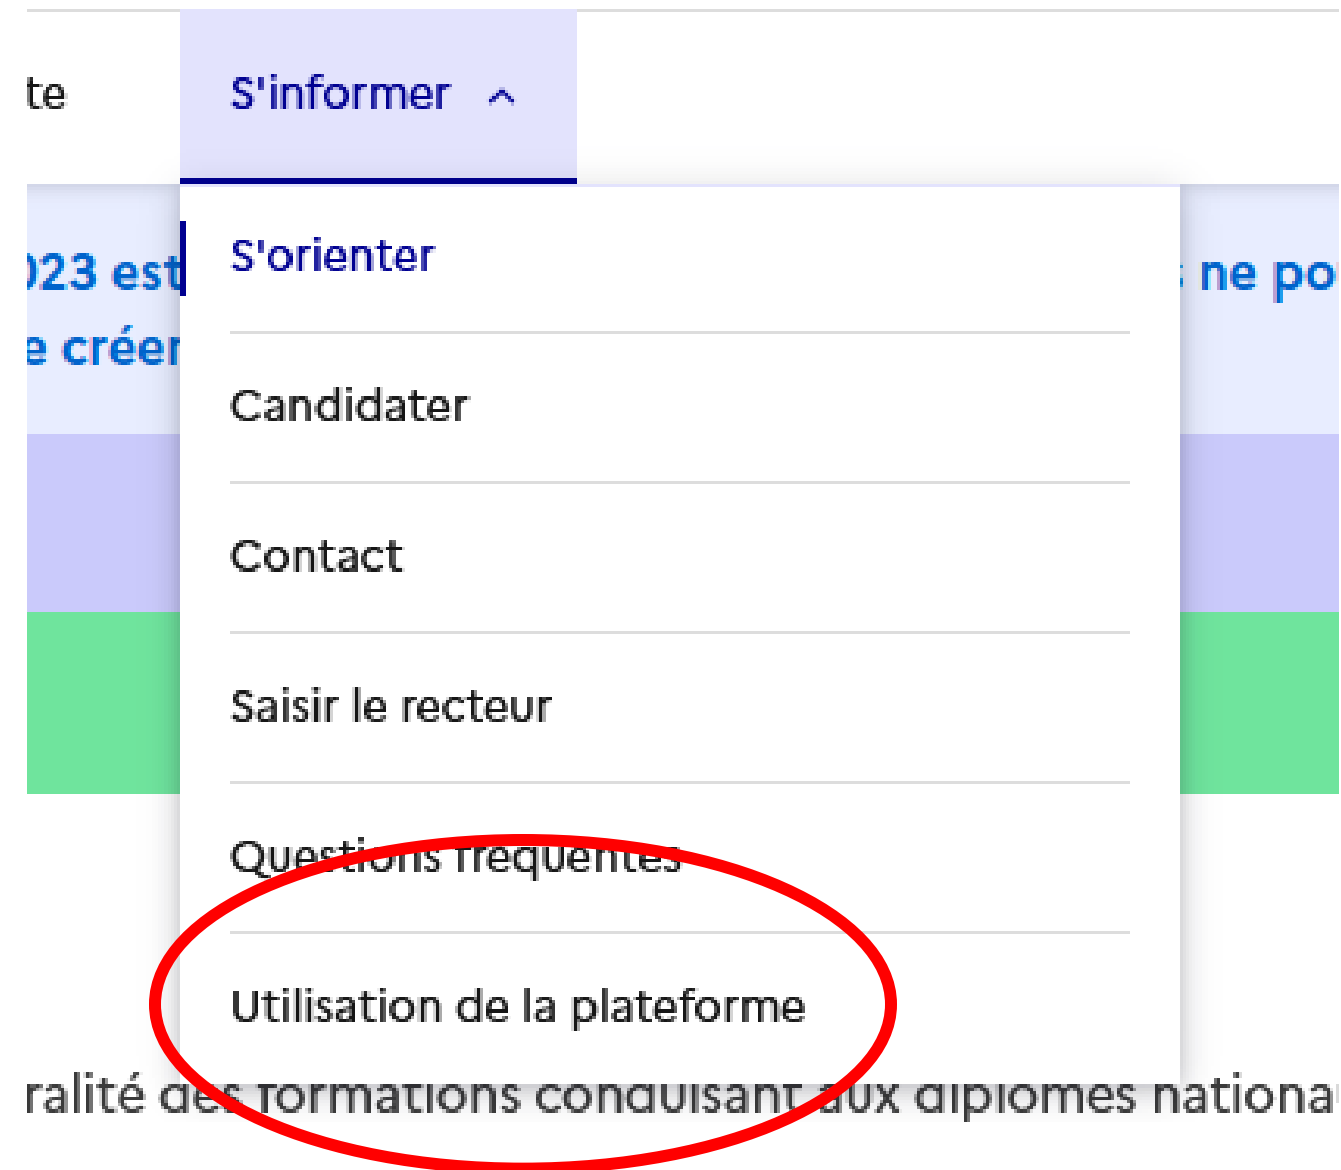 te S'informer
S'orienter
023 est ne po
e créer
Candidater
Contact
Saisir le recteur
Questions fréquentes
Utilisation de la plateforme
ralité des formations conduisant aux diplômes nationa